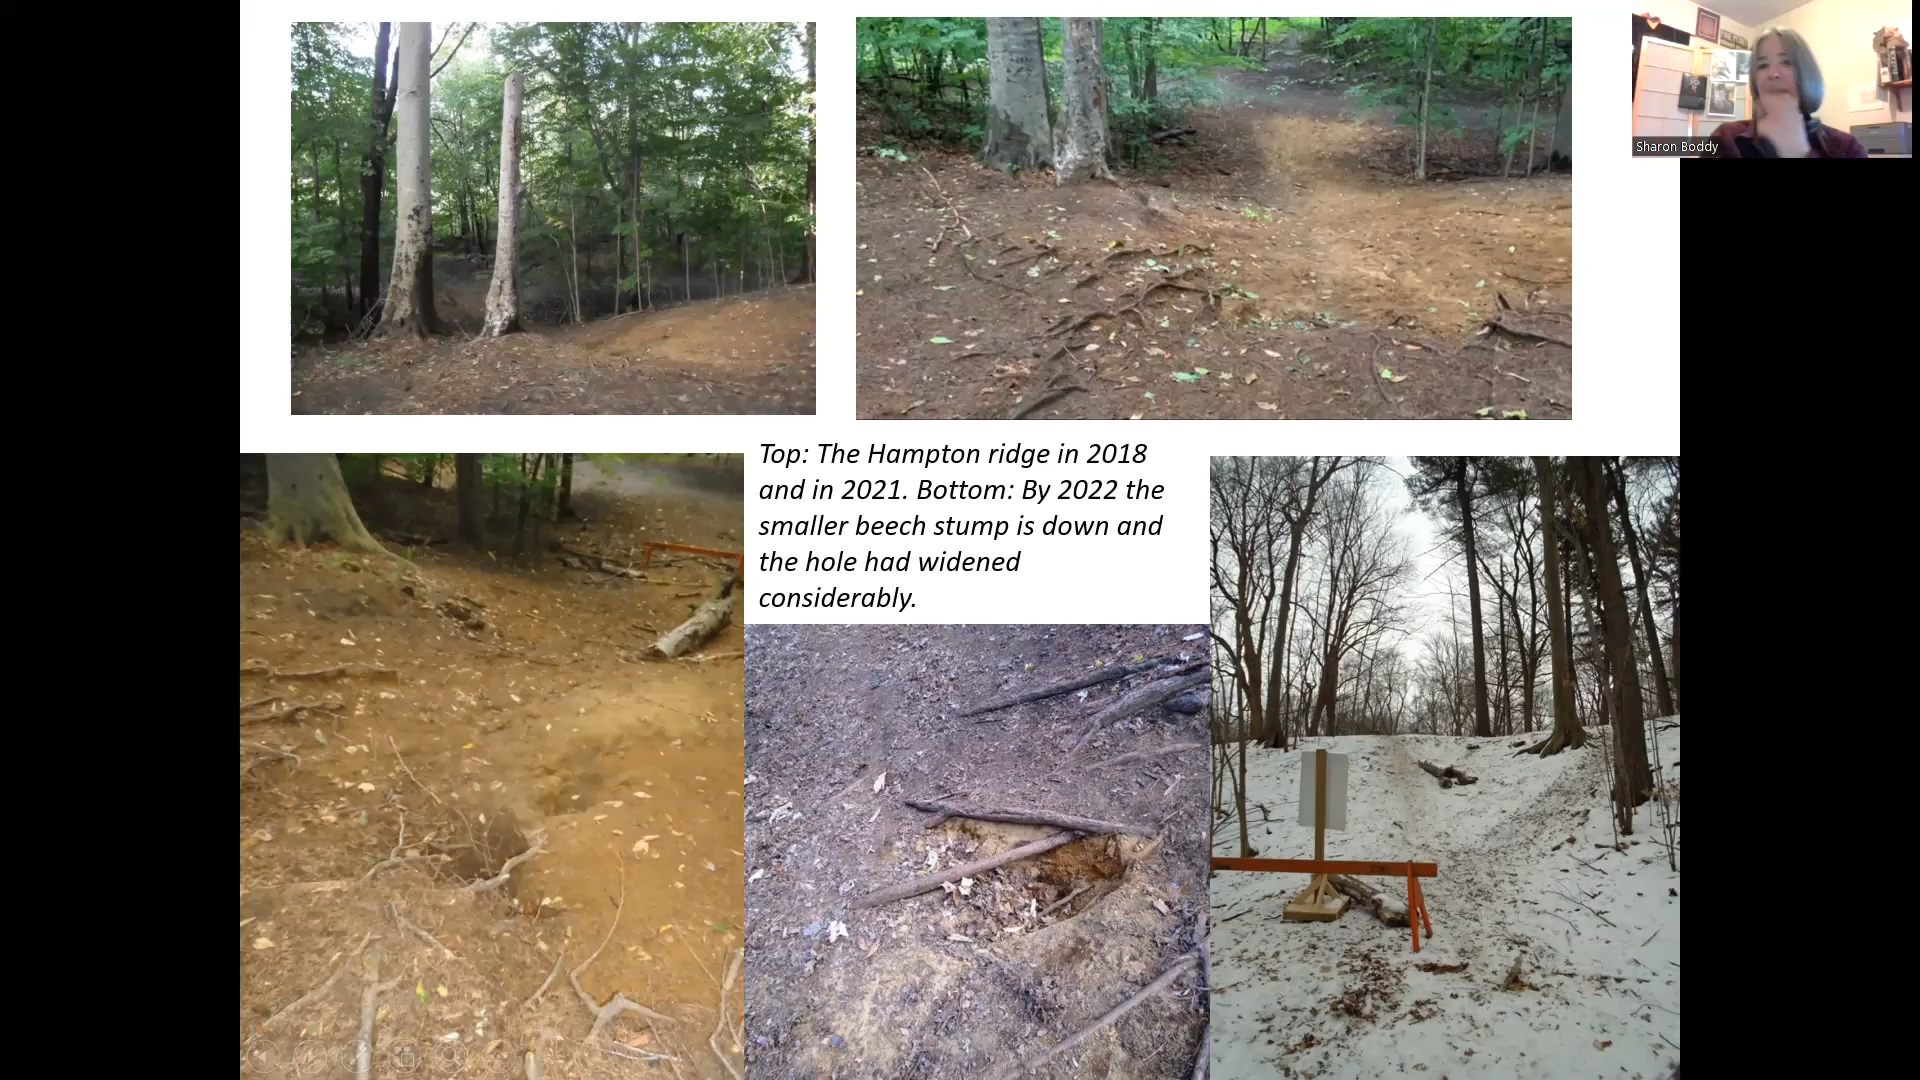 Sharon Boddy
Top: The Hampton ridge in 2018
and in 2021. Bottom: By 2022 the
smaller beech stump is down and
the hole had widened
considerably.